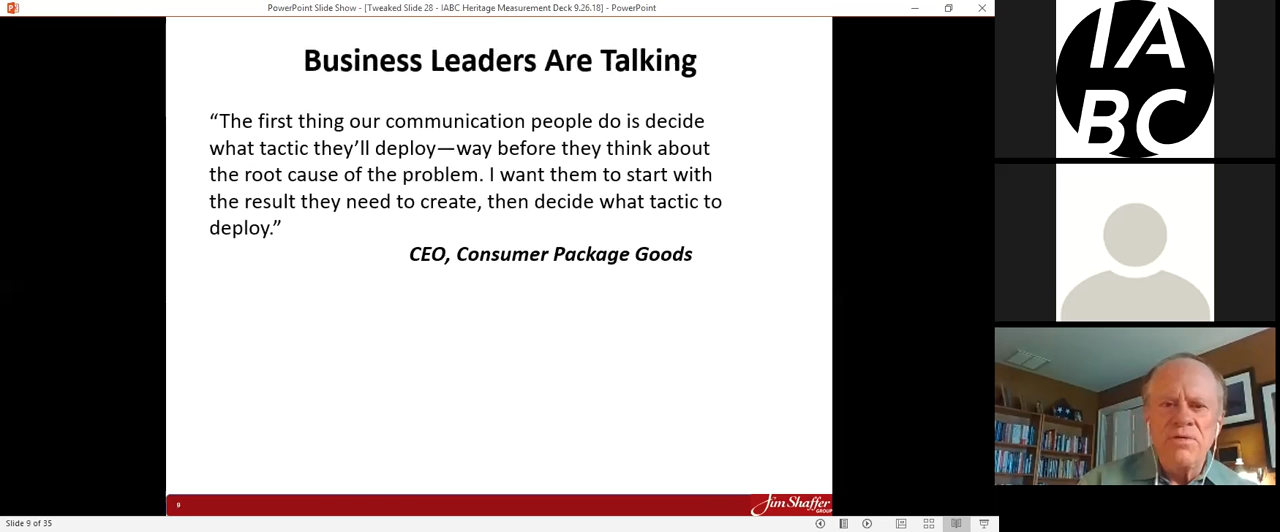 PowerPoint Slide Show - [Tweaked Slide 28 - IABC Heritage Measurement Deck 9.26.18] - PowerPoint
Business Leaders Are Talking
“The first thing our communication people do is decide
what tactic they’ll deploy—way before they think about
the root cause of the problem. I want them to start with
the result they need to create, then decide what tactic to
deploy.”
CEO, Consumer Package Goods
9
Jim Shaffer
GROUP
Slide 9 of 35
IA
BC